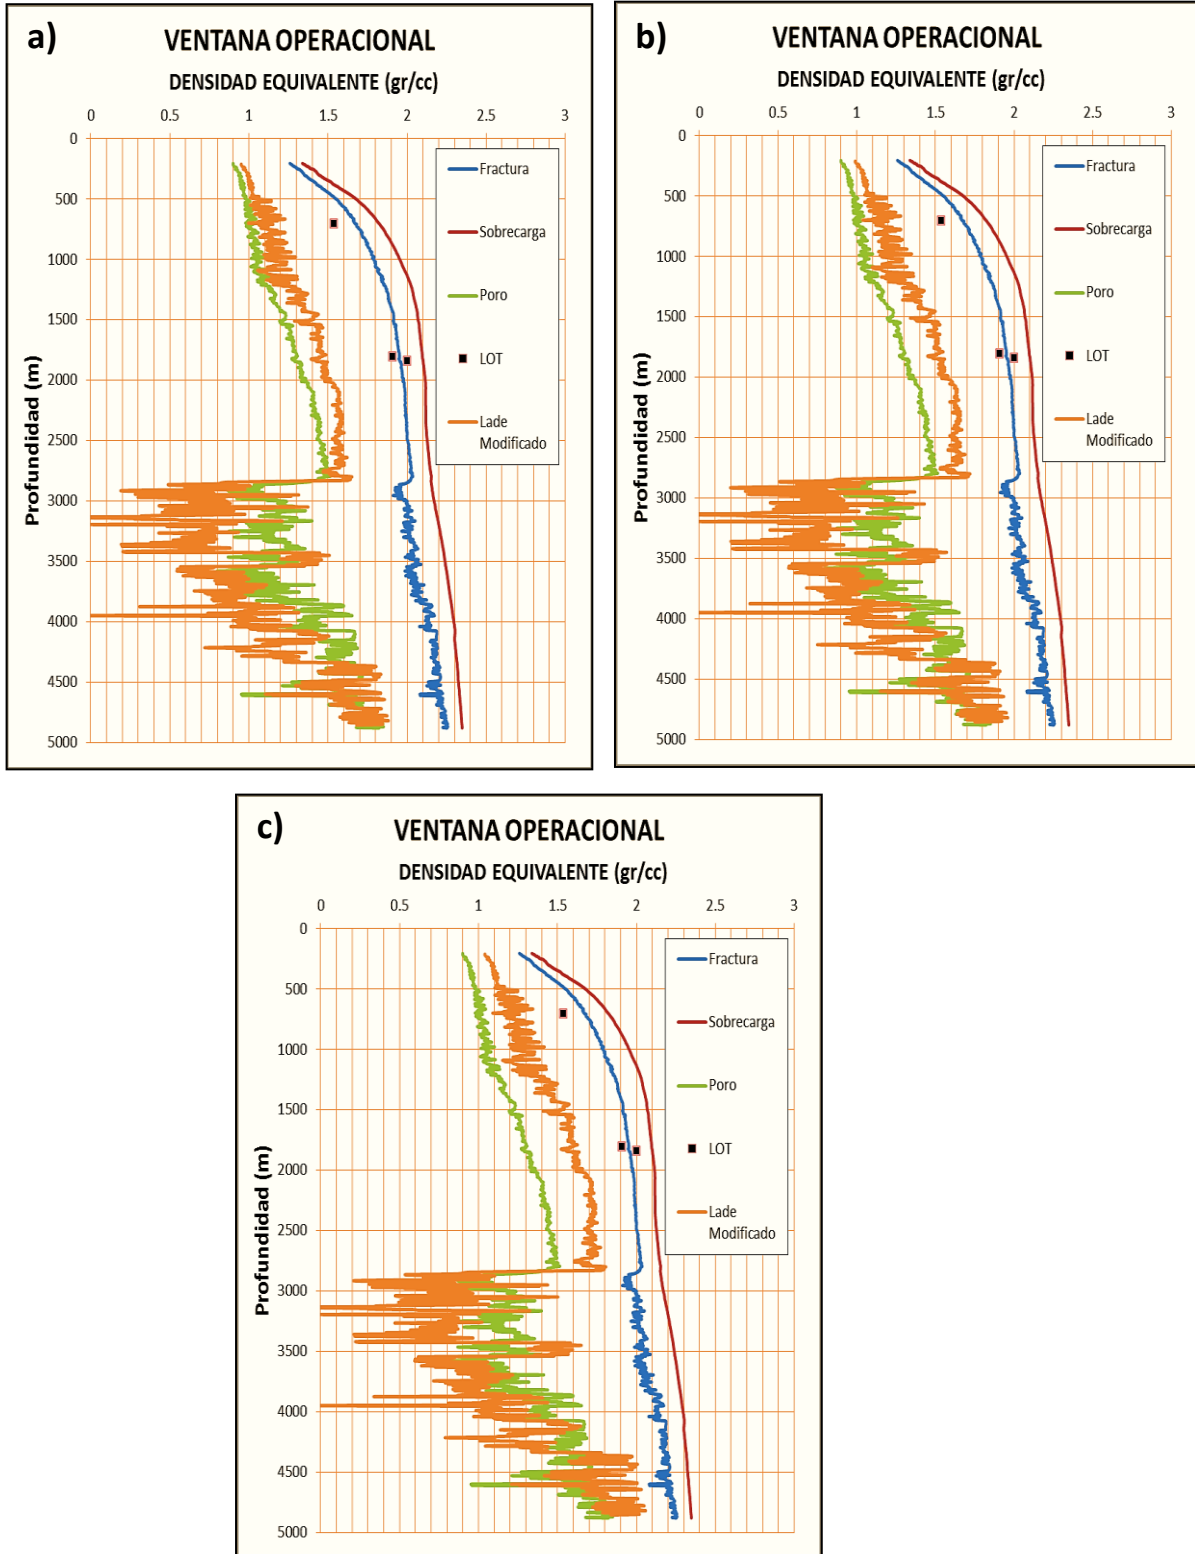 a)
VENTANA OPERACIONAL
DENSIDAD EQUIVALENTE (gr/cc)
0 0.5 1 1.5 2 2.5 3
0
500
1000
1500
2000
2500
3000
3500
4000
4500
5000
Profundidad (m)
Fractura
Sobrecarga
Poro
LOT
Lade
Modificado
b)
VENTANA OPERACIONAL
DENSIDAD EQUIVALENTE (gr/cc)
0 0.5 1 1.5 2 2.5 3
0
500
1000
1500
2000
2500
3000
3500
4000
4500
5000
Profundidad (m)
Fractura
Sobrecarga
Poro
LOT
Lade
Modificado
c)
VENTANA OPERACIONAL
DENSIDAD EQUIVALENTE (gr/cc)
0 0.5 1 1.5 2 2.5 3
0
500
1000
1500
2000
2500
3000
3500
4000
4500
5000
Profundidad (m)
Fractura
Sobrecarga
Poro
LOT
Lade
Modificado